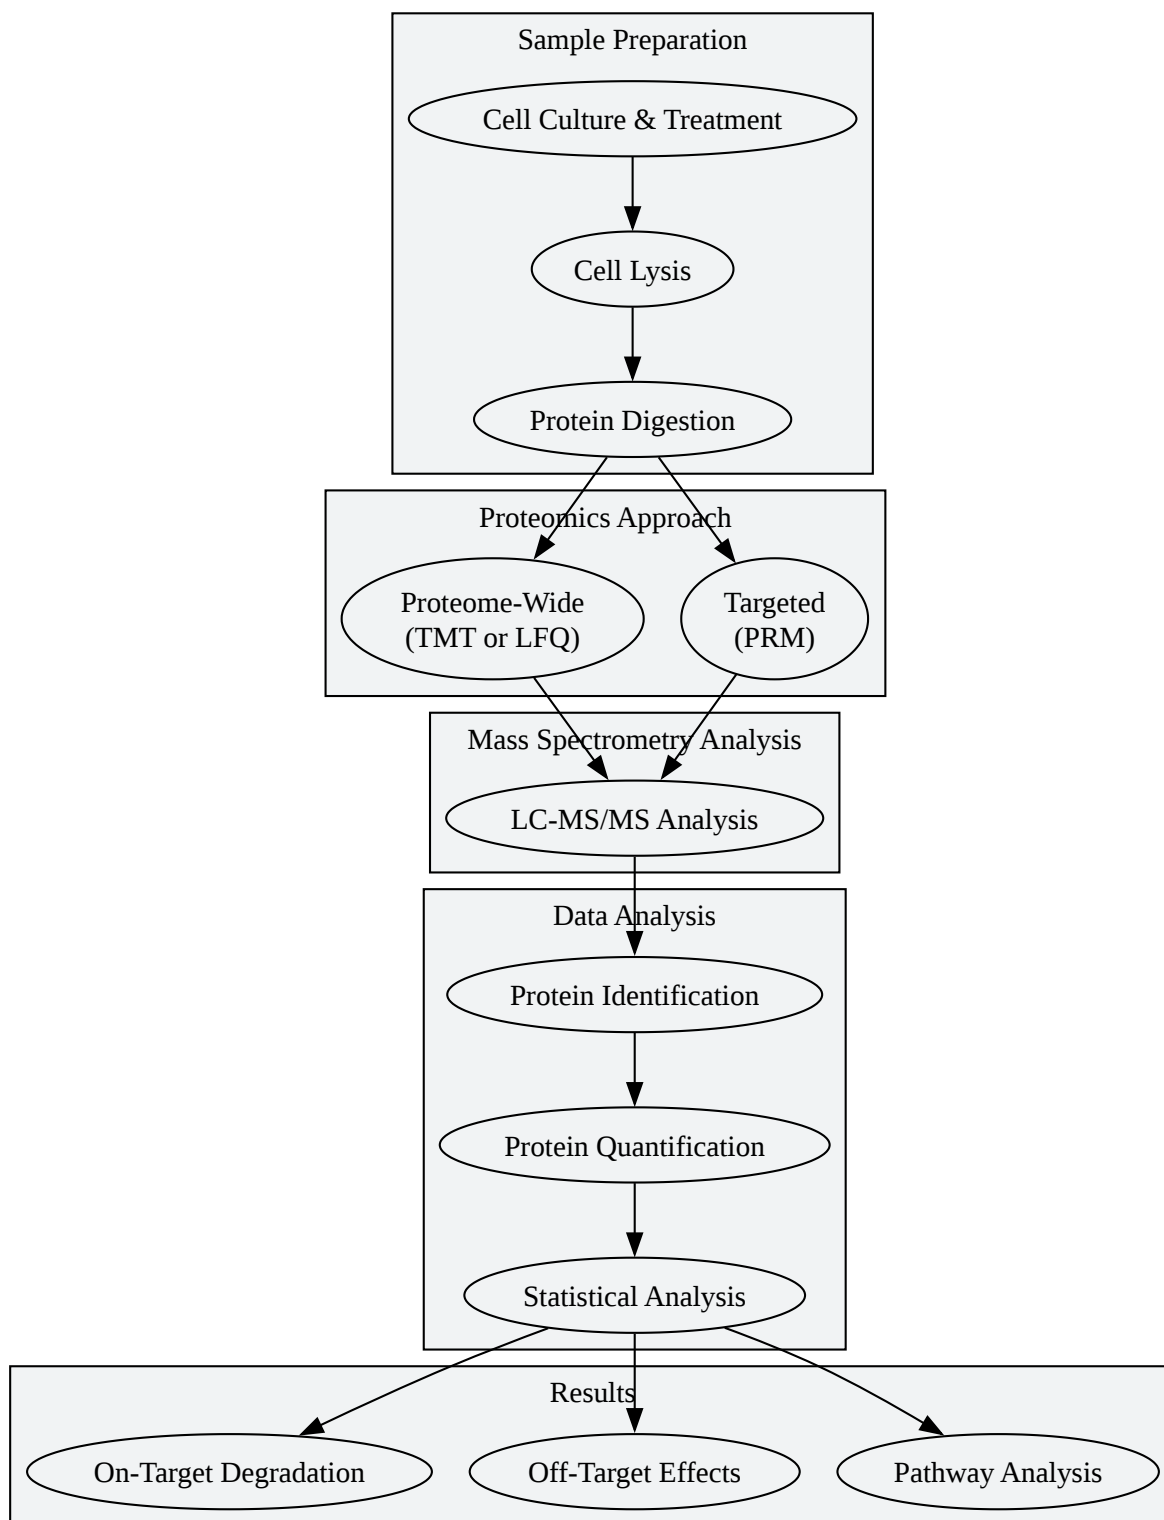 Sample Preparation
Cell Culture & Treatment
Cell Lysis
Protein Digestion
Proteomics Approach
Proteome-Wide
(TMT or LFQ)
Targeted
(PRM)
Mass Spectrometry Analysis
LC-MS/MS Analysis
Data Analysis
Protein Identification
Protein Quantification
Statistical Analysis
Results
On-Target Degradation
Off-Target Effects
Pathway Analysis